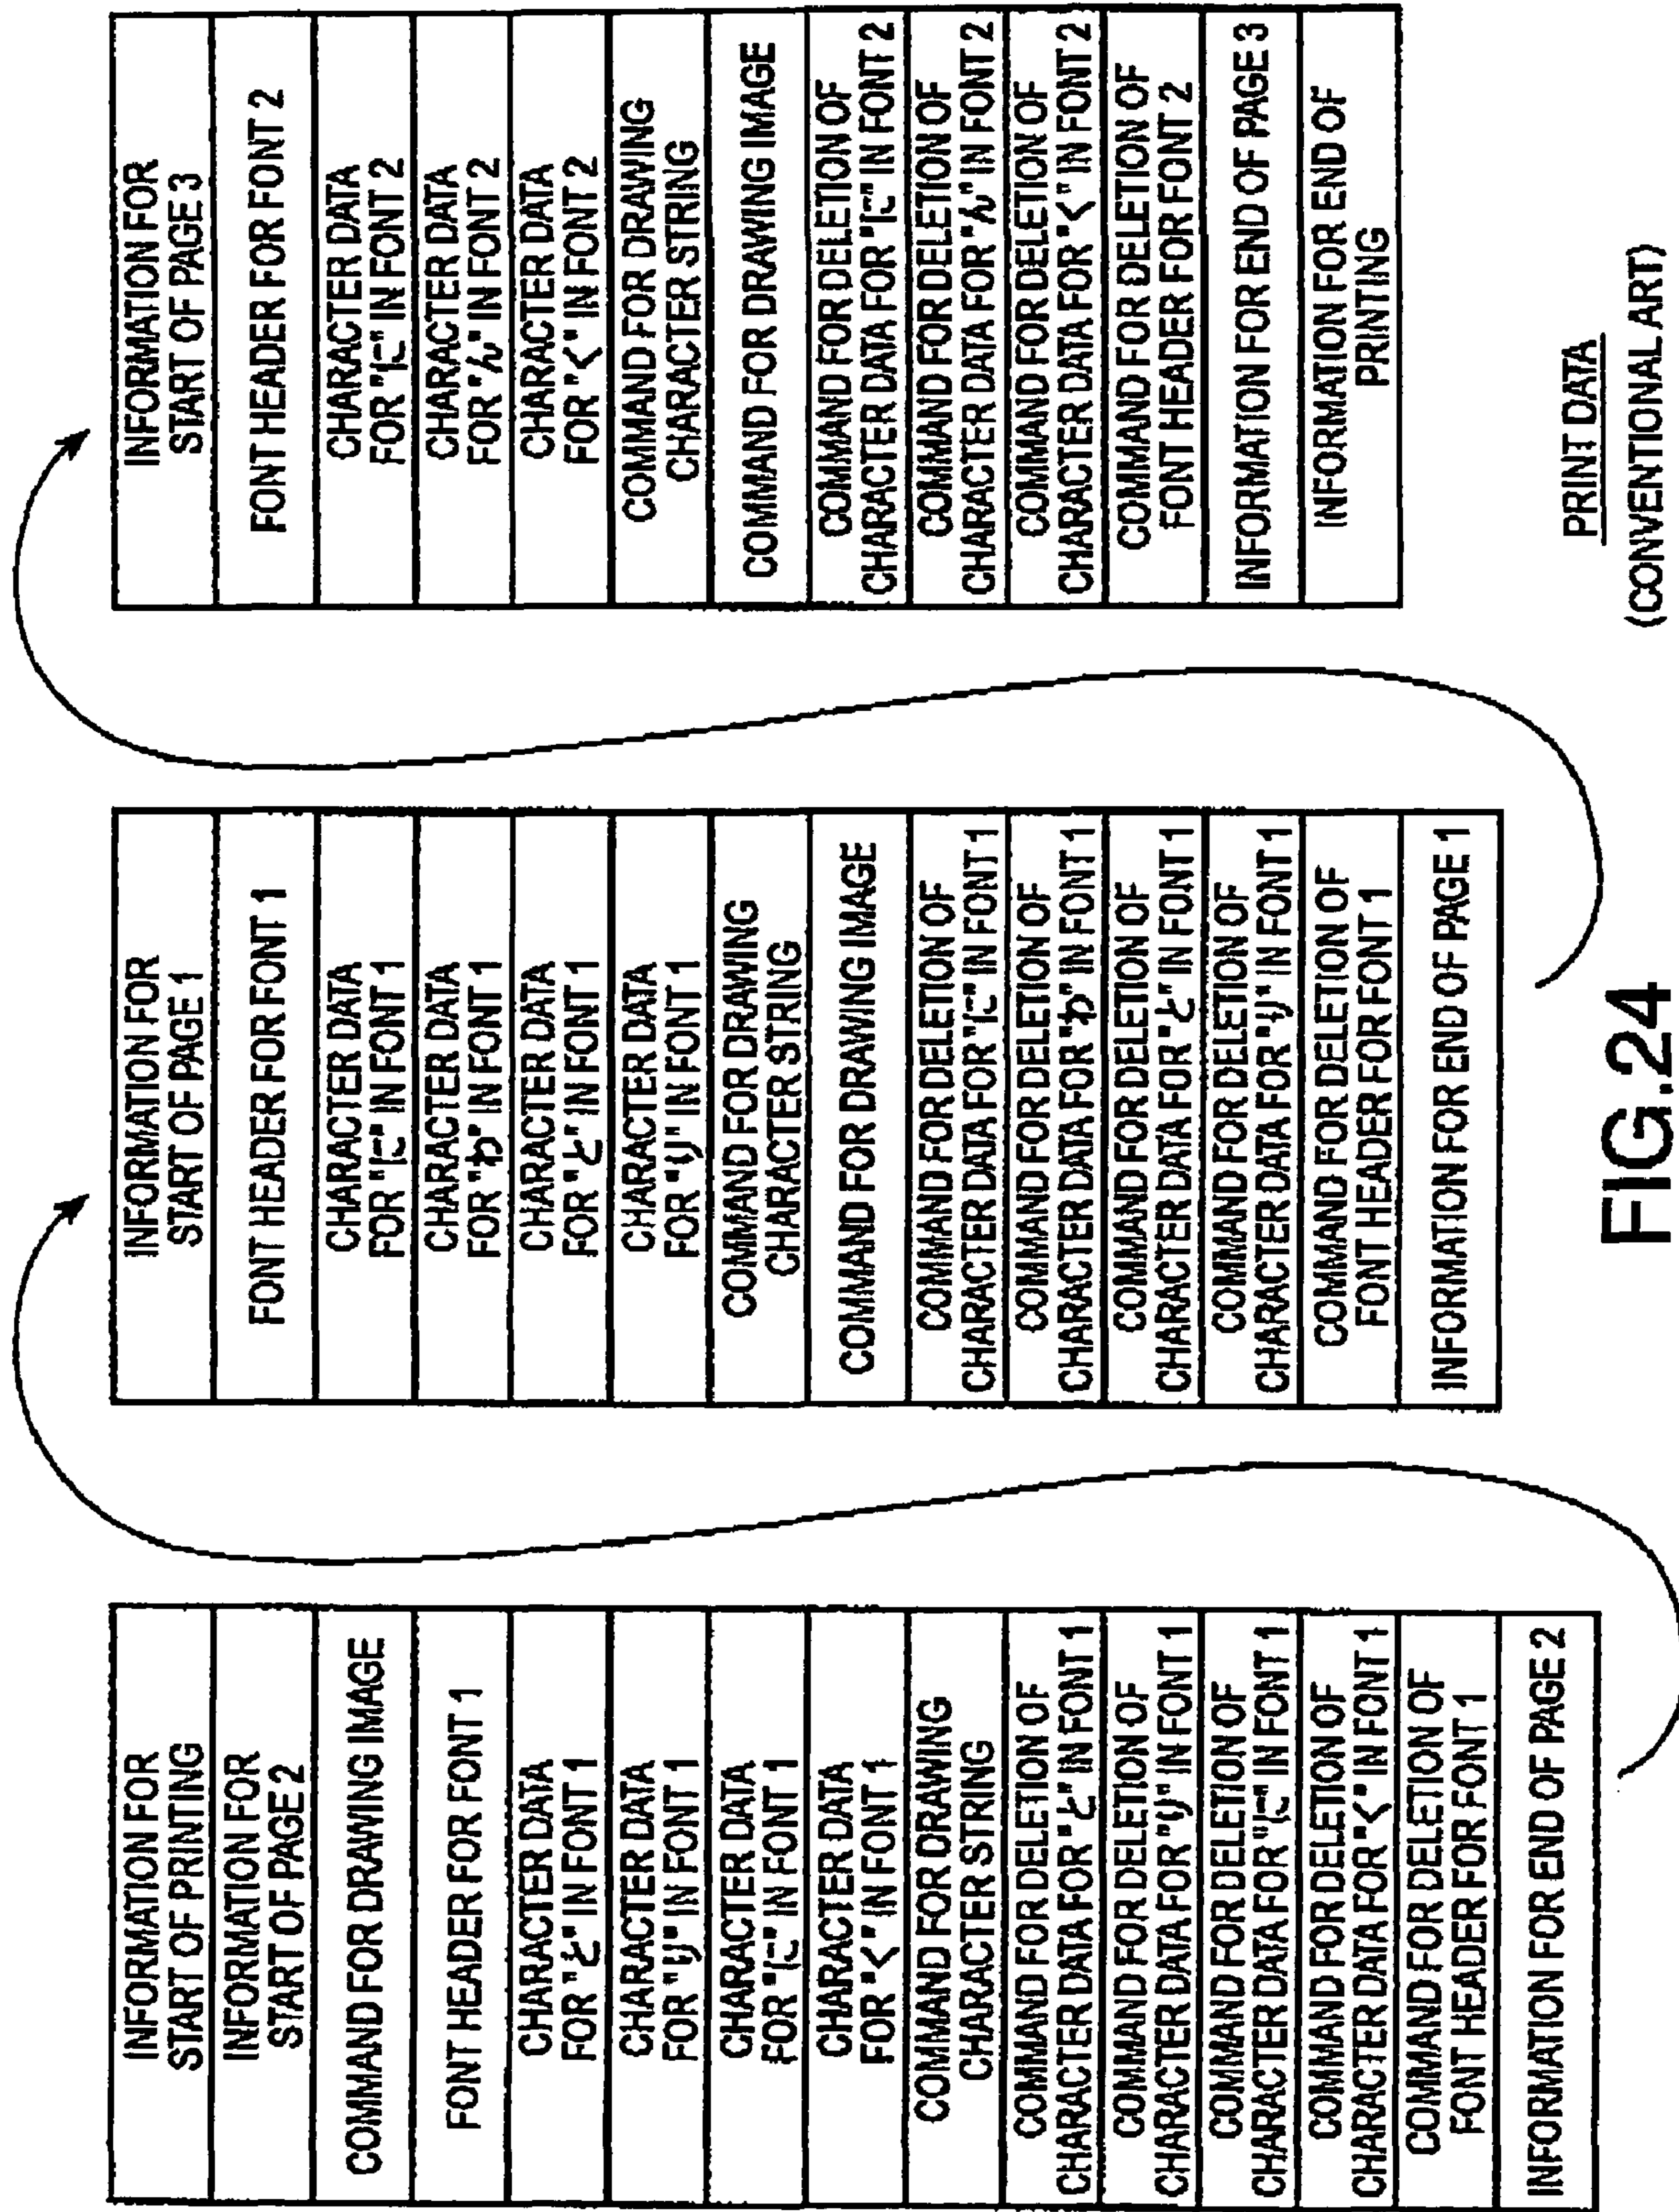 INFORMATION FOR
START OF PRINTING
INFORMATION FOR
START OF PAGE 2
COMMAND FOR DRAWING IMAGE
FONT HEADER FOR FONT 1
CHARACTER DATA
FOR "と" IN FONT 1
CHARACTER DATA
FOR "り" IN FONT 1
CHARACTER DATA
FOR "に" IN FONT 1
CHARACTER DATA
FOR "く" IN FONT 1
COMMAND FOR DRAWING
CHARACTER STRING
COMMAND FOR DELETION OF
CHARACTER DATA FOR "と" IN FONT 1
COMMAND FOR DELETION OF
CHARACTER DATA FOR "り" IN FONT 1
COMMAND FOR DELETION OF
CHARACTER DATA FOR "に" IN FONT 1
COMMAND FOR DELETION OF
CHARACTER DATA FOR "く" IN FONT 1
COMMAND FOR DELETION OF
FONT HEADER FOR FONT 1
INFORMATION FOR END OF PAGE 2
INFORMATION FOR
START OF PAGE 1
FONT HEADER FOR FONT 1
CHARACTER DATA
FOR "に" IN FONT 1
CHARACTER DATA
FOR "わ" IN FONT 1
CHARACTER DATA
FOR "と" IN FONT 1
CHARACTER DATA
FOR "り" IN FONT 1
COMMAND FOR DRAWING
CHARACTER STRING
COMMAND FOR DRAWING IMAGE
COMMAND FOR DELETION OF
CHARACTER DATA FOR "に" IN FONT 1
COMMAND FOR DELETION OF
CHARACTER DATA FOR "わ" IN FONT 1
COMMAND FOR DELETION OF
CHARACTER DATA FOR "と" IN FONT 1
COMMAND FOR DELETION OF
CHARACTER DATA FOR "り" IN FONT 1
COMMAND FOR DELETION OF
FONT HEADER FOR FONT 1
INFORMATION FOR END OF PAGE 1
INFORMATION FOR
START OF PAGE 3
FONT HEADER FOR FONT 2
CHARACTER DATA
FOR "に" IN FONT 2
CHARACTER DATA
FOR "ん" IN FONT 2
CHARACTER DATA
FOR "く" IN FONT 2
COMMAND FOR DRAWING
CHARACTER STRING
COMMAND FOR DRAWING IMAGE
COMMAND FOR DELETION OF
CHARACTER DATA FOR "に" IN FONT 2
COMMAND FOR DELETION OF
CHARACTER DATA FOR "ん" IN FONT 2
COMMAND FOR DELETION OF
CHARACTER DATA FOR "く" IN FONT 2
COMMAND FOR DELETION OF
FONT HEADER FOR FONT 2
INFORMATION FOR END OF PAGE 3
INFORMATION FOR END OF
PRINTING
PRINT DATA
(CONVENTIONAL ART)
FIG.24